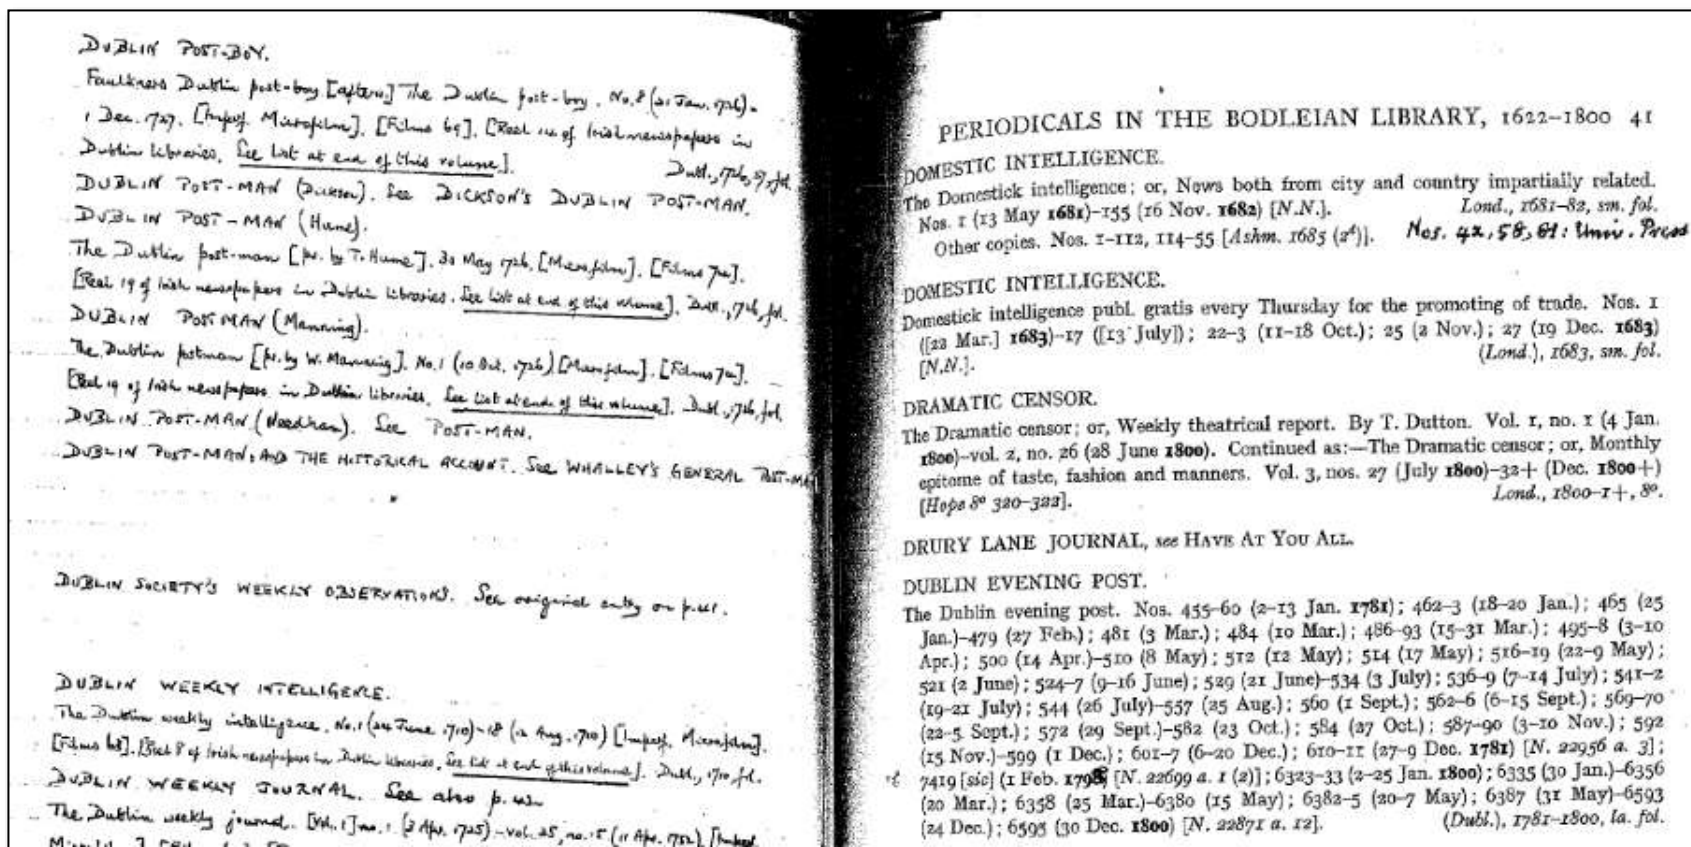 DUBLIN POST-BOY.
Faulkners Dublin post-boy [afterw.] The Dublin post-boy. No. 8 (21 Jan. 1726)-
1 Dec. 1727. [Imperf. Microfilm]. [Films 69]. [Reel of Irish newspapers in
Dublin libraries. See list at end of this volume].
Dubl., 1726, 27, fol.
DUBLIN POST-MAN (Dickson). See DICKSON'S DUBLIN POST-MAN.
DUBLIN POST-MAN (Hume).
The Dublin post-man [pr. by T. Hume]. 30 May 1726. [Microfilm]. [Films 72].
[Reel 19 of Irish newspapers in Dublin libraries. See list at end of this volume]. Dubl., 1726, fol.
DUBLIN POSTMAN (Manning).
The Dublin postman [pr. by W. Manning]. No. 1 (10 Oct. 1726) [Microfilm]. [Films 72].
[Reel 19 of Irish newspapers in Dublin libraries. See list at end of this volume]. Dubl., 1726, fol.
DUBLIN POST-MAN (Needham). See POST-MAN.
DUBLIN POST-MAN, AND THE HISTORICAL ACCOUNT. See WHALLEY'S GENERAL POST-MAN
DUBLIN SOCIETY'S WEEKLY OBSERVATIONS. See original entry on p.
DUBLIN WEEKLY INTELLIGENCE.
The Dublin weekly intelligence. No. 1 (24 June 1710)-18 (12 Aug. 1710) [Imperf. Microfilm].
[Films 68]. [Reel 8 of Irish newspapers in Dublin libraries. See list at end of this volume]. Dubl., 1710, fol.
DUBLIN WEEKLY JOURNAL. See also p. 42
The Dublin weekly journal. [Vol. 1] no. 1 (3 Apr. 1725)-vol. 25, no. 15 (11 Apr. 1752) [Imperf.
PERIODICALS IN THE BODLEIAN LIBRARY, 1622–1800 41
DOMESTIC INTELLIGENCE.
The Domestick intelligence; or, News both from city and country impartially related.
Nos. 1 (13 May 1681)–155 (16 Nov. 1682) [N.N.]. Lond., 1681–82, sm. fol.
Other copies. Nos. 1–112, 114–55 [Ashm. 1685 (2ᵈ)]. Nos. 42, 58, 61: Univ. Press
DOMESTIC INTELLIGENCE.
Domestick intelligence publ. gratis every Thursday for the promoting of trade. Nos. 1
([22 Mar.] 1683)–17 ([13 July]); 22–3 (11–18 Oct.); 25 (2 Nov.); 27 (19 Dec. 1683)
[N.N.]. (Lond.), 1683, sm. fol.
DRAMATIC CENSOR.
The Dramatic censor; or, Weekly theatrical report. By T. Dutton. Vol. 1, no. 1 (4 Jan.
1800)–vol. 2, no. 26 (28 June 1800). Continued as:—The Dramatic censor; or, Monthly
epitome of taste, fashion and manners. Vol. 3, nos. 27 (July 1800)–32+ (Dec. 1800+)
[Hope 8º 320–322]. Lond., 1800–1+, 8º.
DRURY LANE JOURNAL, see HAVE AT YOU ALL.
DUBLIN EVENING POST.
The Dublin evening post. Nos. 455–60 (2–13 Jan. 1781); 462–3 (18–20 Jan.); 465 (25
Jan.)–479 (27 Feb.); 481 (3 Mar.); 484 (10 Mar.); 486–93 (15–31 Mar.); 495–8 (3–10
Apr.); 500 (14 Apr.)–510 (8 May); 512 (12 May); 514 (17 May); 516–19 (22–9 May);
521 (2 June); 524–7 (9–16 June); 529 (21 June)–534 (3 July); 536–9 (7–14 July); 541–2
(19–21 July); 544 (26 July)–557 (25 Aug.); 560 (1 Sept.); 562–6 (6–15 Sept.); 569–70
(22–5 Sept.); 572 (29 Sept.)–582 (23 Oct.); 584 (27 Oct.); 587–90 (3–10 Nov.); 592
(15 Nov.)–599 (1 Dec.); 601–7 (6–20 Dec.); 610–11 (27–9 Dec. 1781) [N. 22956 a. 3];
7419 [sic] (1 Feb. 1798 [N. 22699 a. 1 (2)]; 6323–33 (2–25 Jan. 1800); 6335 (30 Jan.)–6356
(20 Mar.); 6358 (25 Mar.)–6380 (15 May); 6382–5 (20–7 May); 6387 (31 May)–6593
(24 Dec.); 6595 (30 Dec. 1800) [N. 22871 a. 12]. (Dubl.), 1781–1800, la. fol.